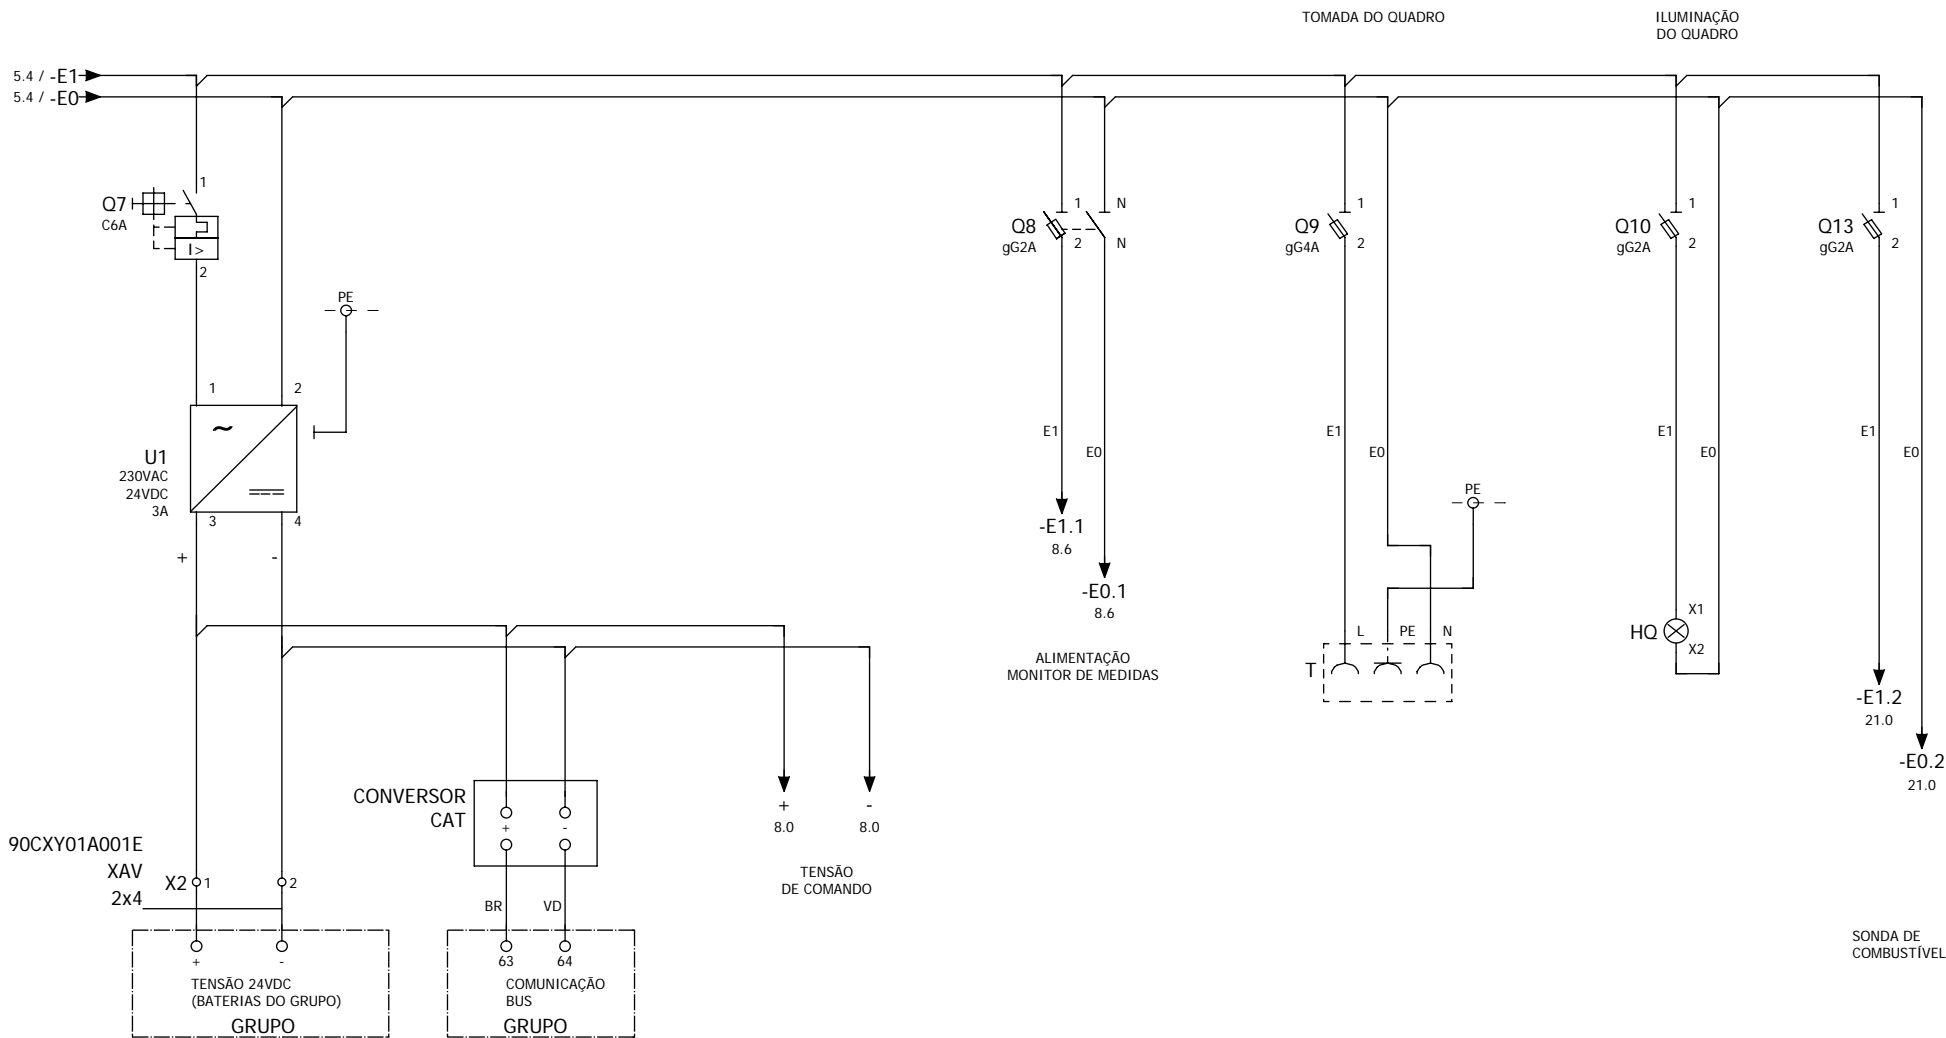 TOMADA DO QUADRO
ILUMINAÇÃO
DO QUADRO
5.4 / -E1
5.4 / -E0
1
Q7
C6A
I >
2
PE
1 2
~
U1
230VAC
24VDC
3A
3 4
+ -
1 N
Q8
gG2A
2 N
1
Q9
gG4A
2
1
Q10
gG2A
2
1
Q13
gG2A
2
E1
E0
E1
E0
E1
E0
E1
E0
PE
-E1.1
8.6
-E0.1
8.6
ALIMENTAÇÃO
MONITOR DE MEDIDAS
L PE N
T
X1
HQ
X2
-E1.2
21.0
-E0.2
21.0
CONVERSOR
CAT
+ -
+ -
8.0 8.0
TENSÃO
DE COMANDO
90CXY01A001E
XAV
2x4
X2 1 2
BR VD
+ -
TENSÃO 24VDC
(BATERIAS DO GRUPO)
GRUPO
63 64
COMUNICAÇÃO
BUS
GRUPO
SONDA DE
COMBUSTÍVEL